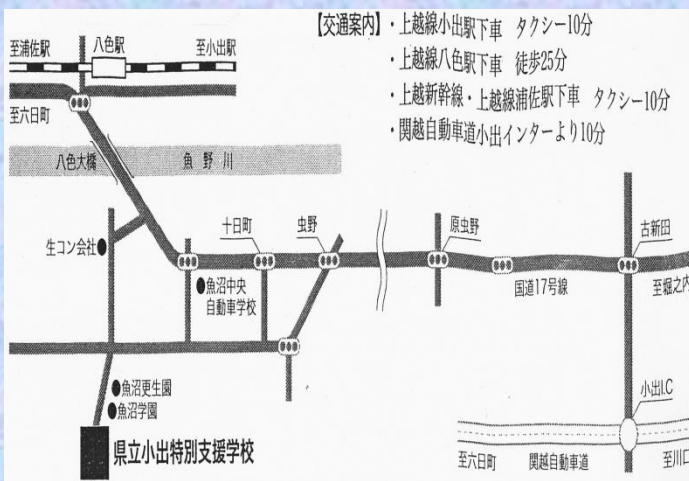 【交通案内】・上越線小出駅下車　タクシー10分
・上越線八色駅下車　徒歩25分
・上越新幹線・上越線浦佐駅下車　タクシー10分
・関越自動車道小出インターより10分
至浦佐駅
八色駅
至小出駅
至六日町
八色大橋
魚野川
生コン会社
十日町
虫野
原虫野
古新田
魚沼中央
自動車学校
国道17号線
至堀之内
魚沼更生園
魚沼学園
県立小出特別支援学校
小出I.C
至六日町
関越自動車道
至川口